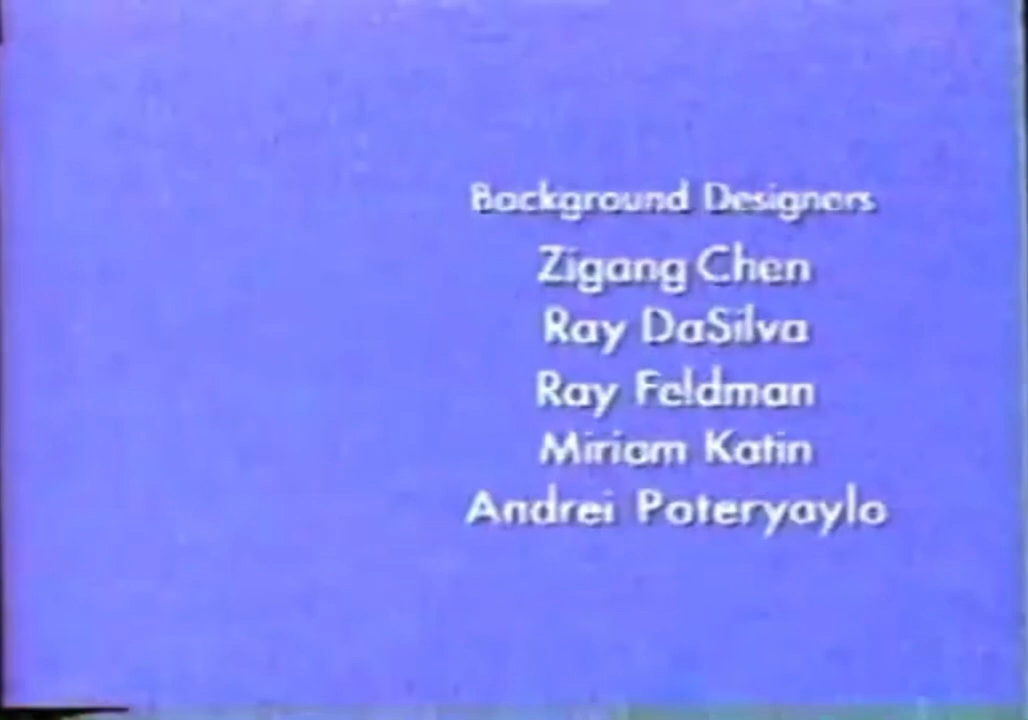 Background Designers
Zigang Chen
Ray DaSilva
Ray Feldman
Miriam Katin
Andrei Poteryaylo